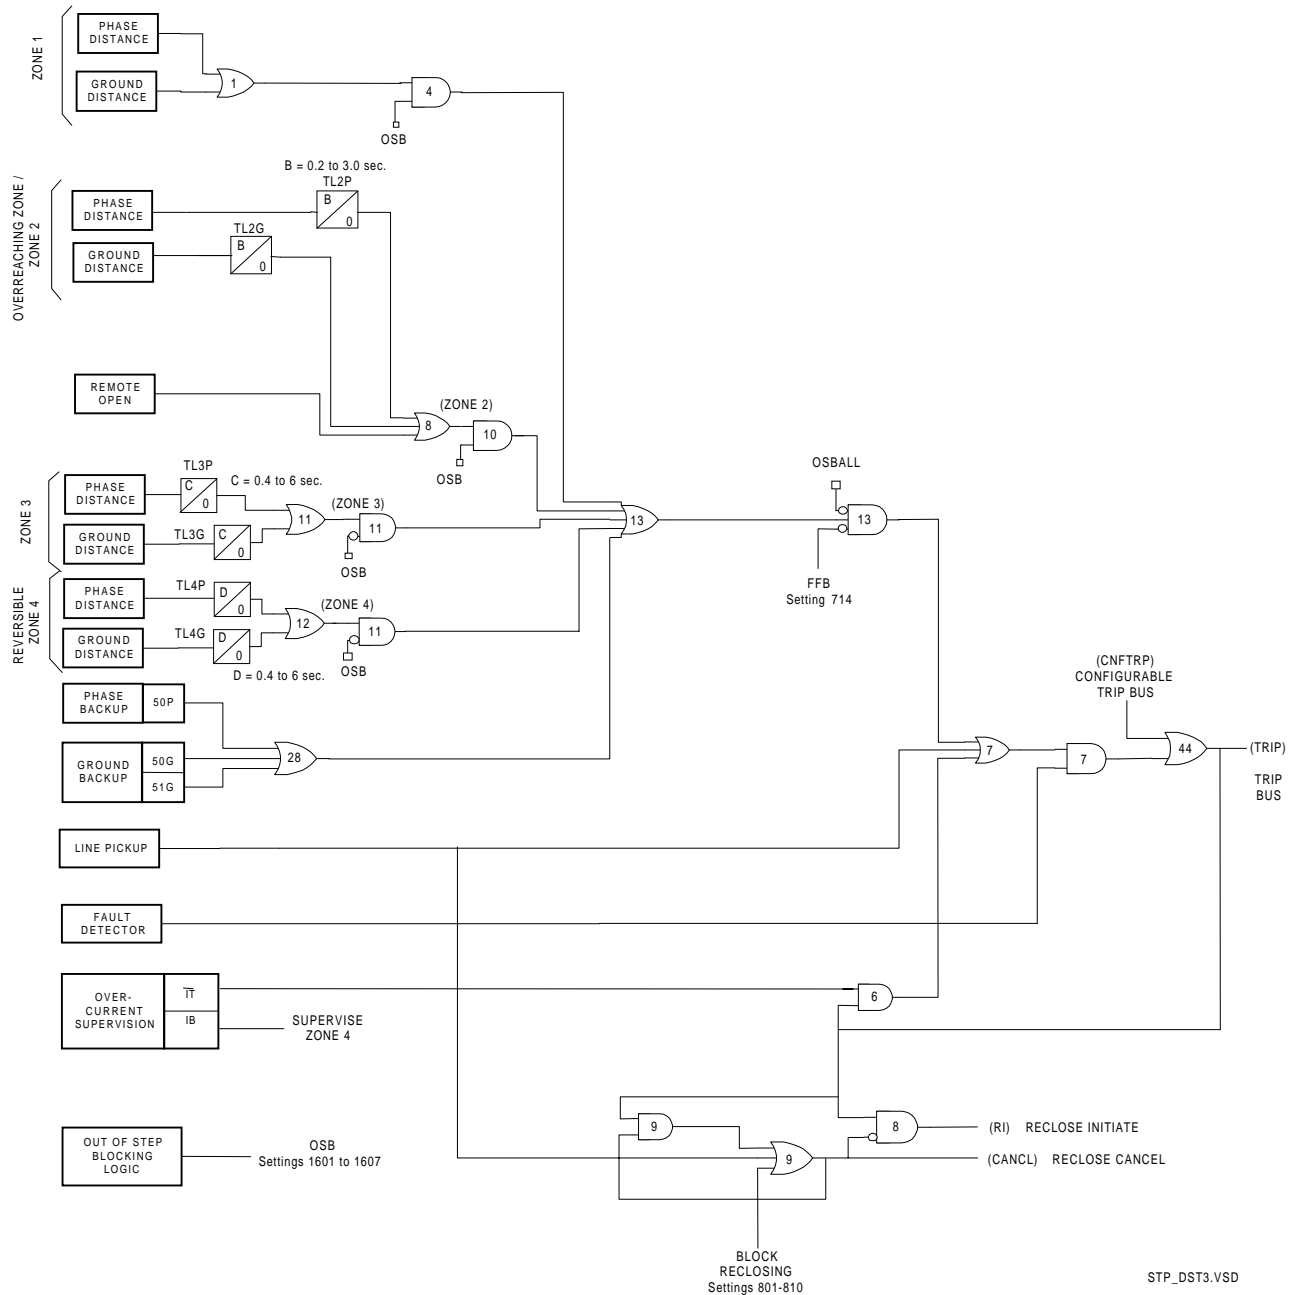 ZONE 1
PHASE
DISTANCE
GROUND
DISTANCE
1
4
OSB
B = 0.2 to 3.0 sec.
TL2P
OVERREACHING ZONE /
ZONE 2
PHASE
DISTANCE
B
0
TL2G
GROUND
DISTANCE
B
0
REMOTE
OPEN
(ZONE 2)
8
10
OSB
ZONE 3
TL3P
C = 0.4 to 6 sec.
PHASE
DISTANCE
C
0
(ZONE 3)
11
11
GROUND
DISTANCE
TL3G
C
0
OSB
13
OSBALL
13
FFB
Setting 714
REVERSIBLE
ZONE 4
PHASE
DISTANCE
TL4P
D
0
(ZONE 4)
12
11
GROUND
DISTANCE
TL4G
D
0
OSB
D = 0.4 to 6 sec.
PHASE
BACKUP
50P
GROUND
BACKUP
50G
51G
28
(CNFTRP)
CONFIGURABLE
TRIP BUS
7
7
44
(TRIP)
TRIP
BUS
LINE PICKUP
FAULT
DETECTOR
OVER-
CURRENT
SUPERVISION
IT
IB
SUPERVISE
ZONE 4
6
OUT OF STEP
BLOCKING
LOGIC
OSB
Settings 1601 to 1607
9
8
(RI) RECLOSE INITIATE
9
(CANCL) RECLOSE CANCEL
BLOCK
RECLOSING
Settings 801-810
STP_DST3.VSD